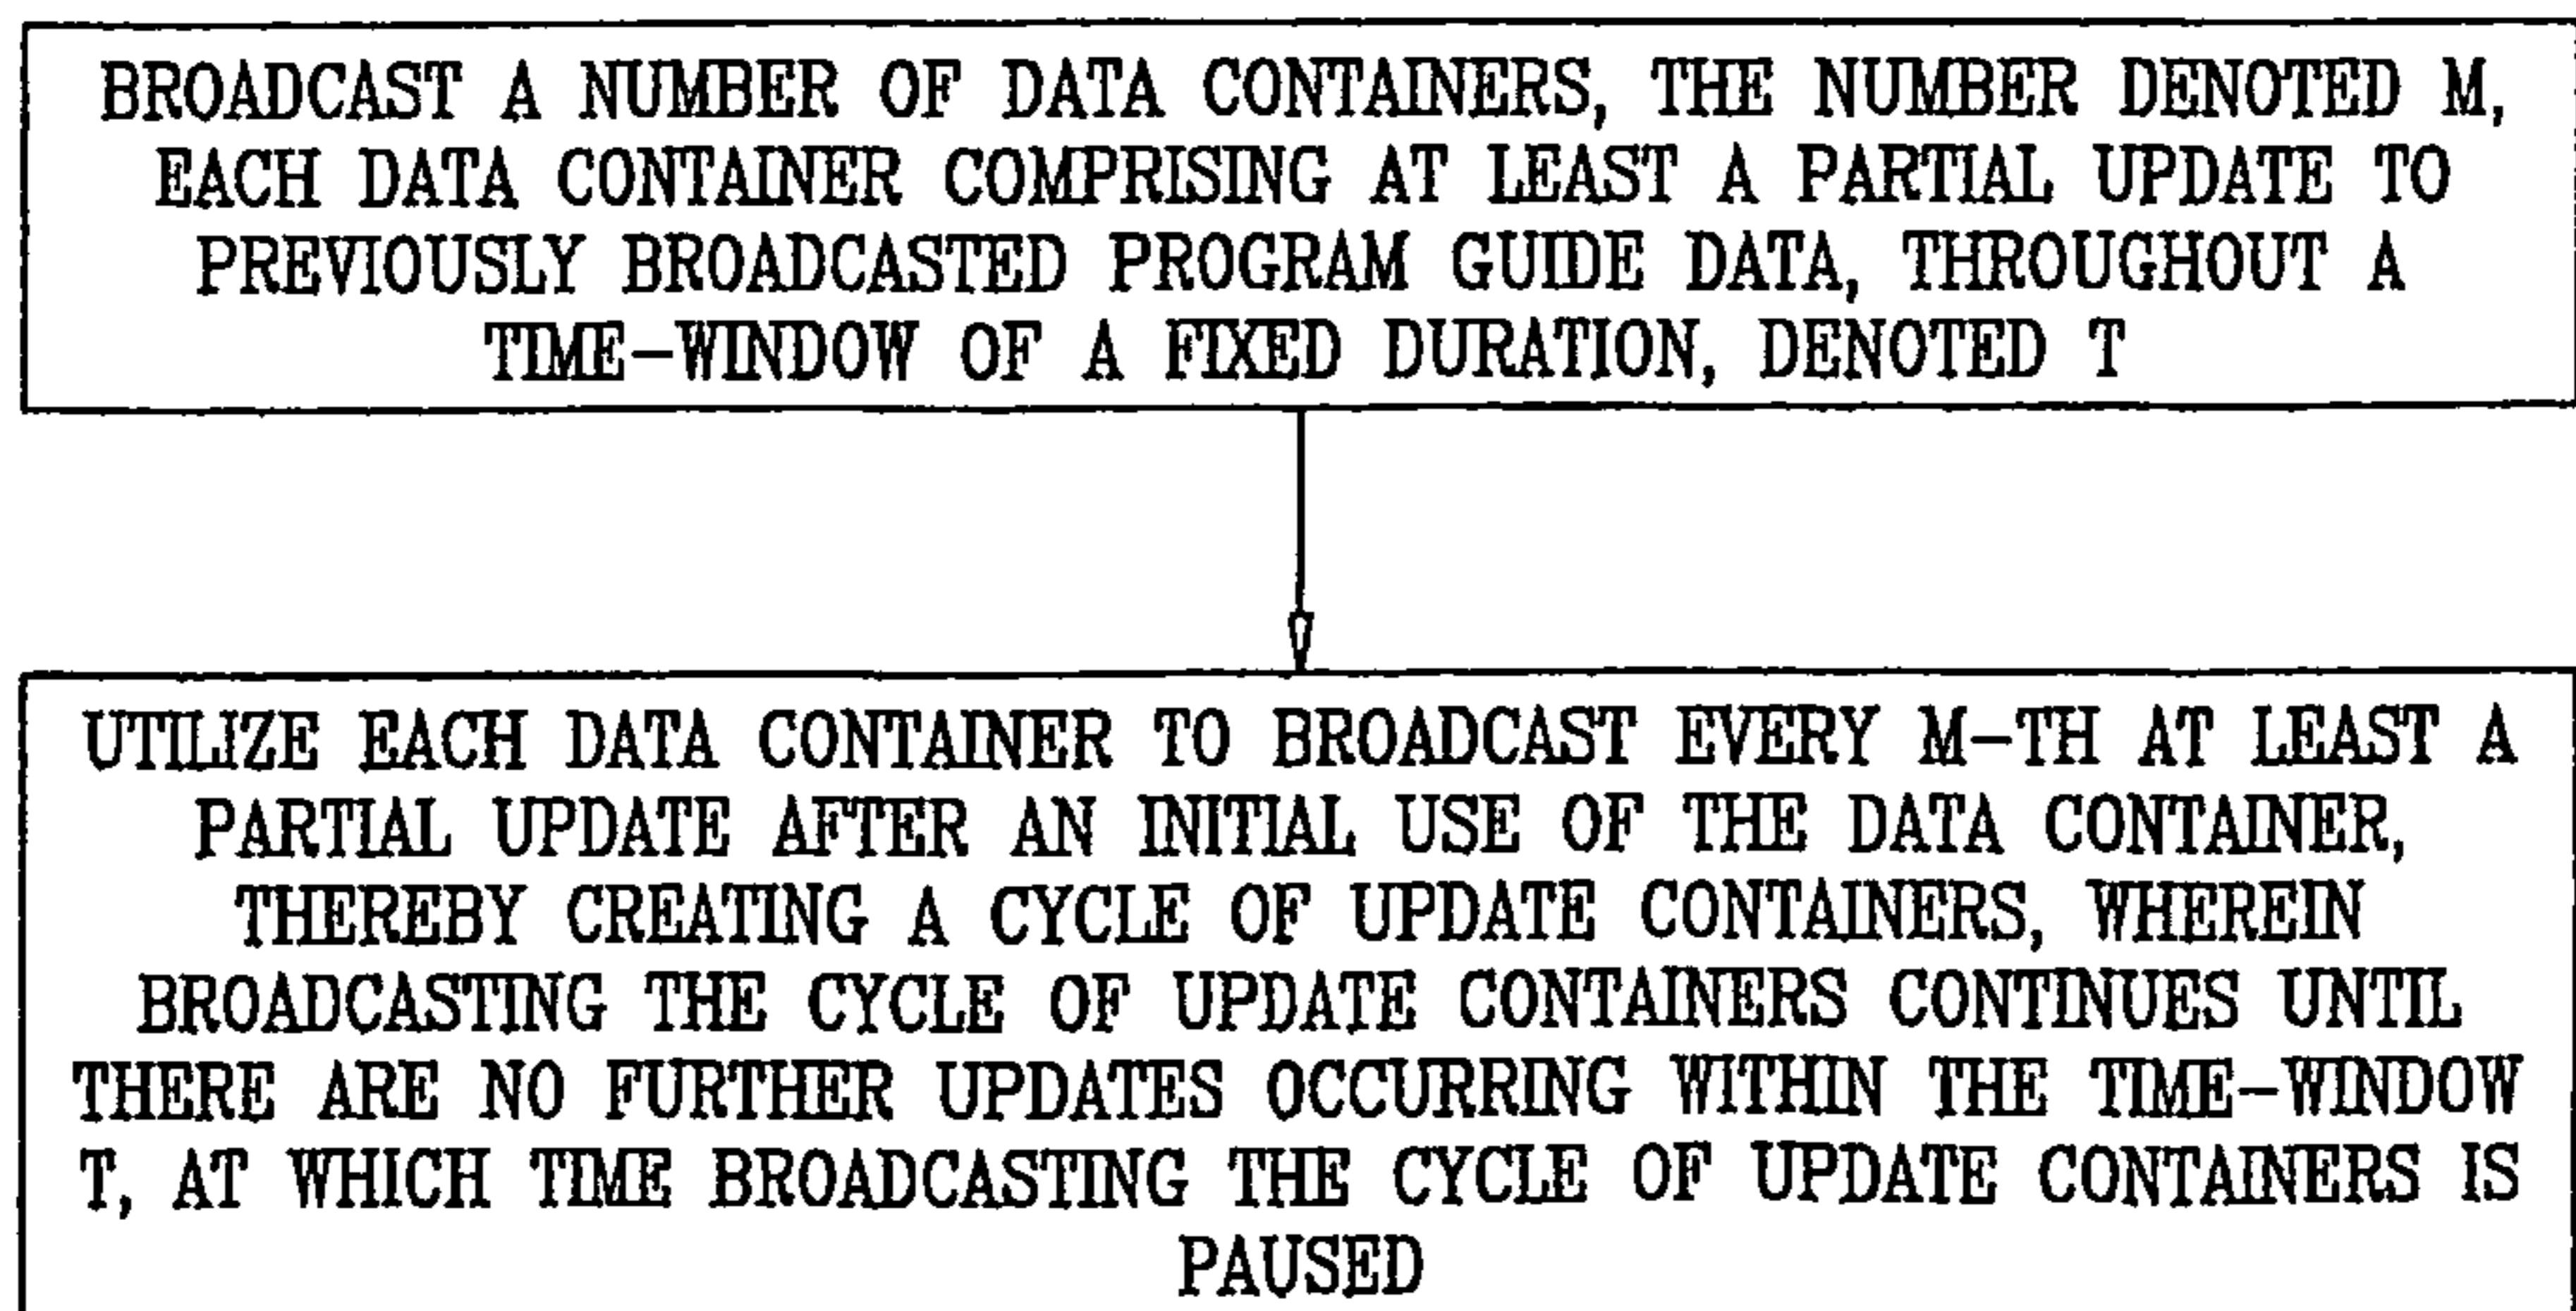 BROADCAST A NUMBER OF DATA CONTAINERS, THE NUMBER DENOTED M,
EACH DATA CONTAINER COMPRISING AT LEAST A PARTIAL UPDATE TO
PREVIOUSLY BROADCASTED PROGRAM GUIDE DATA, THROUGHOUT A
TIME-WINDOW OF A FIXED DURATION, DENOTED T
UTILIZE EACH DATA CONTAINER TO BROADCAST EVERY M-TH AT LEAST A
PARTIAL UPDATE AFTER AN INITIAL USE OF THE DATA CONTAINER,
THEREBY CREATING A CYCLE OF UPDATE CONTAINERS, WHEREIN
BROADCASTING THE CYCLE OF UPDATE CONTAINERS CONTINUES UNTIL
THERE ARE NO FURTHER UPDATES OCCURRING WITHIN THE TIME-WINDOW
T, AT WHICH TIME BROADCASTING THE CYCLE OF UPDATE CONTAINERS IS
PAUSED